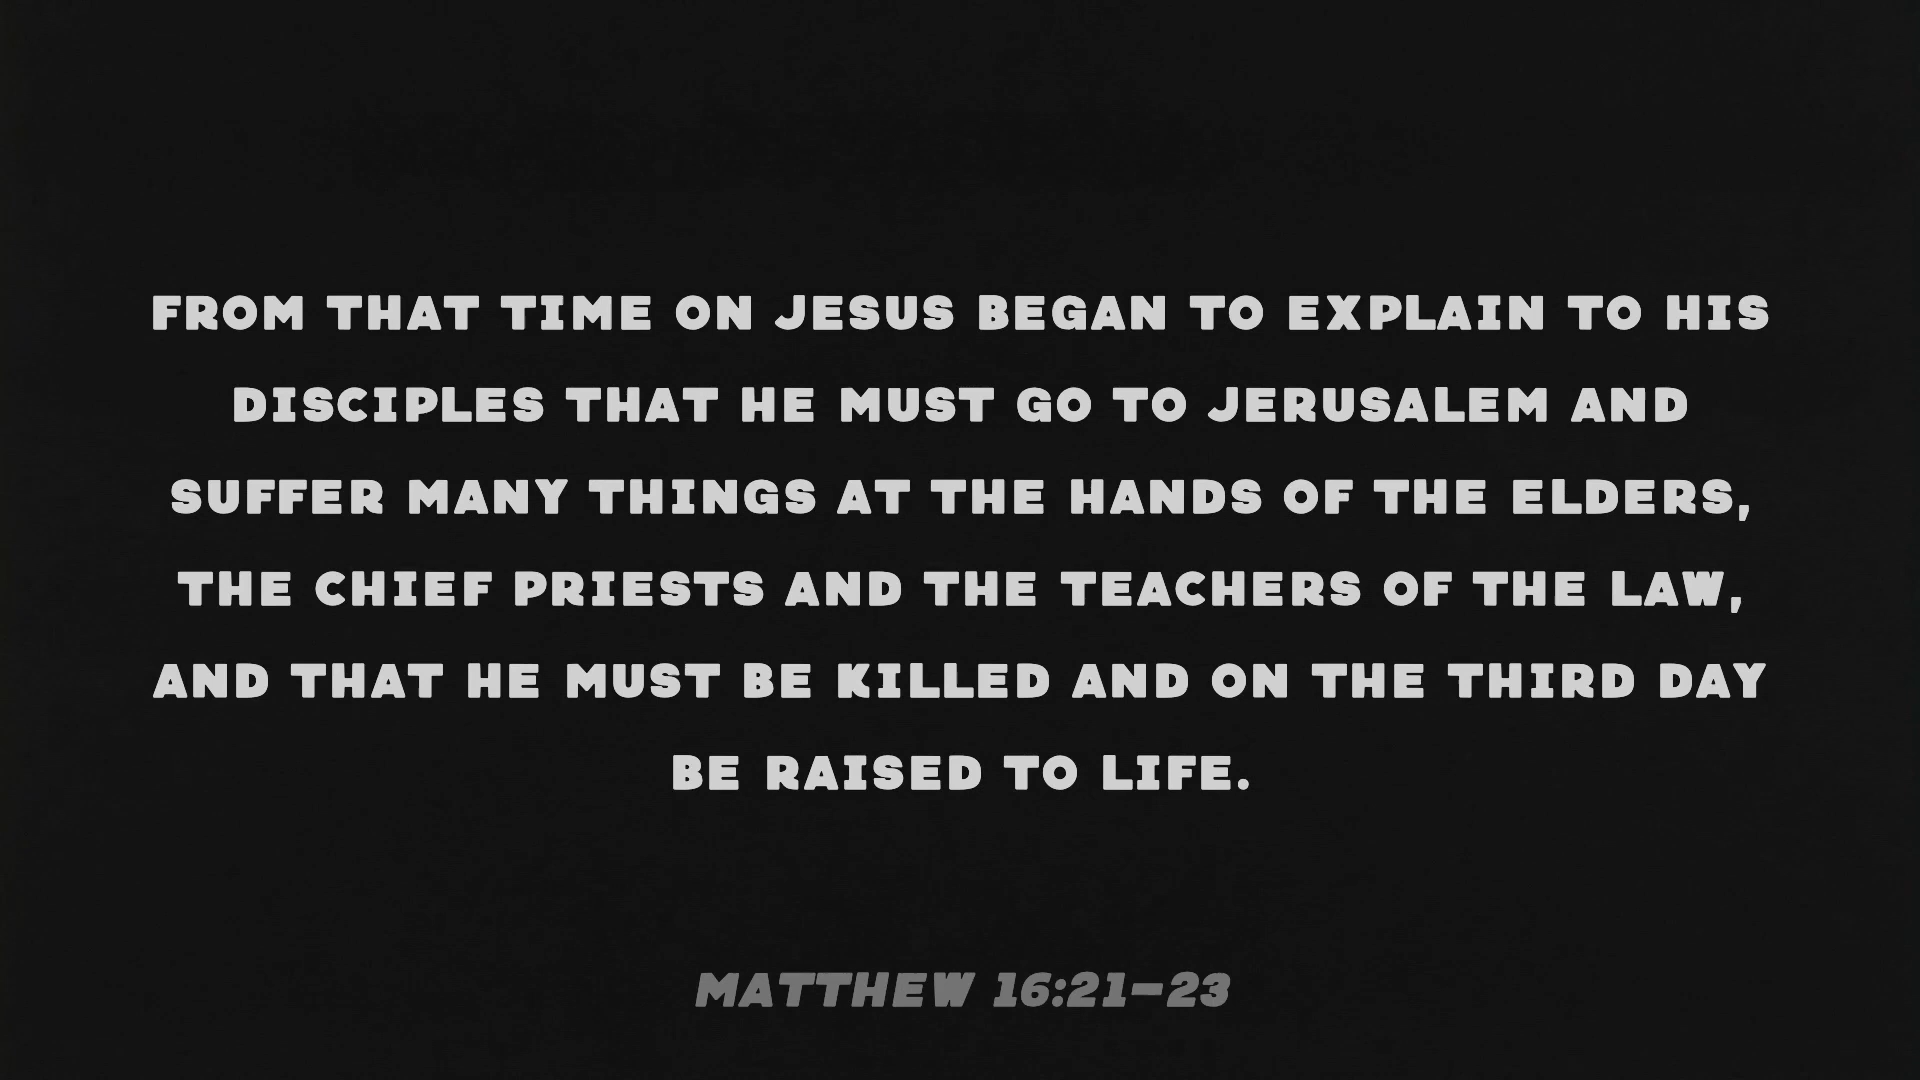 FROM THAT TIME ON JESUS BEGAN TO EXPLAIN TO HIS
DISCIPLES THAT HE MUST GO TO JERUSALEM AND
SUFFER MANY THINGS AT THE HANDS OF THE ELDERS,
THE CHIEF PRIESTS AND THE TEACHERS OF THE LAW,
AND THAT HE MUST BE KILLED AND ON THE THIRD DAY
BE RAISED TO LIFE.
MATTHEW 16:21–23